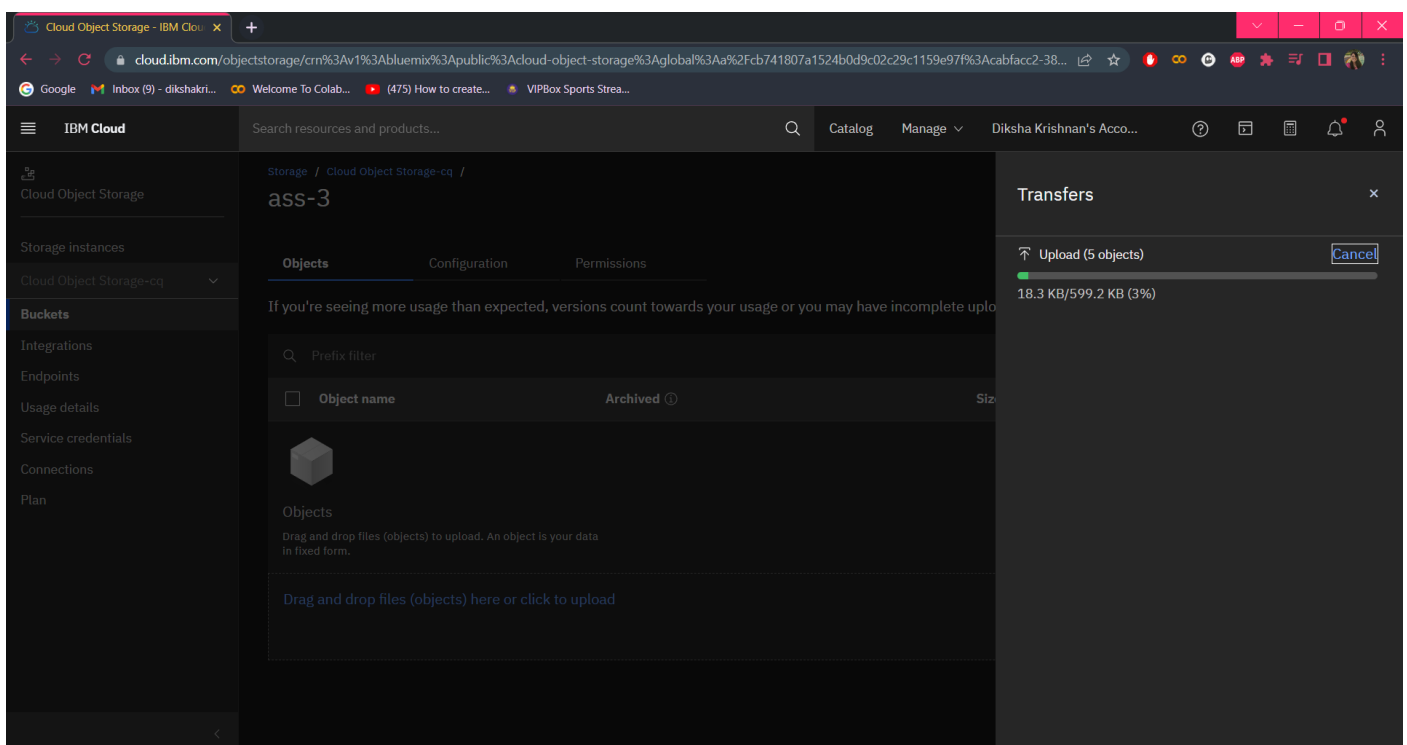 Cloud Object Storage - IBM Clou
cloud.ibm.com/objectstorage/crn%3Av1%3Abluemix%3Apublic%3Acloud-object-storage%3Aglobal%3Aa%2Fcb741807a1524b0d9c02c29c1159e97f%3Acabfacc2-38...
Google Inbox (9) - dikshakri... Welcome To Colab... (475) How to create... VIPBox Sports Strea...
IBM Cloud Search resources and products... Catalog Manage Diksha Krishnan's Acco...
Cloud Object Storage
Storage instances
Cloud Object Storage-cq
Buckets
Integrations
Endpoints
Usage details
Service credentials
Connections
Plan
Storage / Cloud Object Storage-cq /
ass-3
Objects Configuration Permissions
If you're seeing more usage than expected, versions count towards your usage or you may have incomplete uplo
Prefix filter
Object name Archived Siz
Objects
Drag and drop files (objects) to upload. An object is your data
in fixed form.
Drag and drop files (objects) here or click to upload
Transfers
Upload (5 objects) Cancel
18.3 KB/599.2 KB (3%)